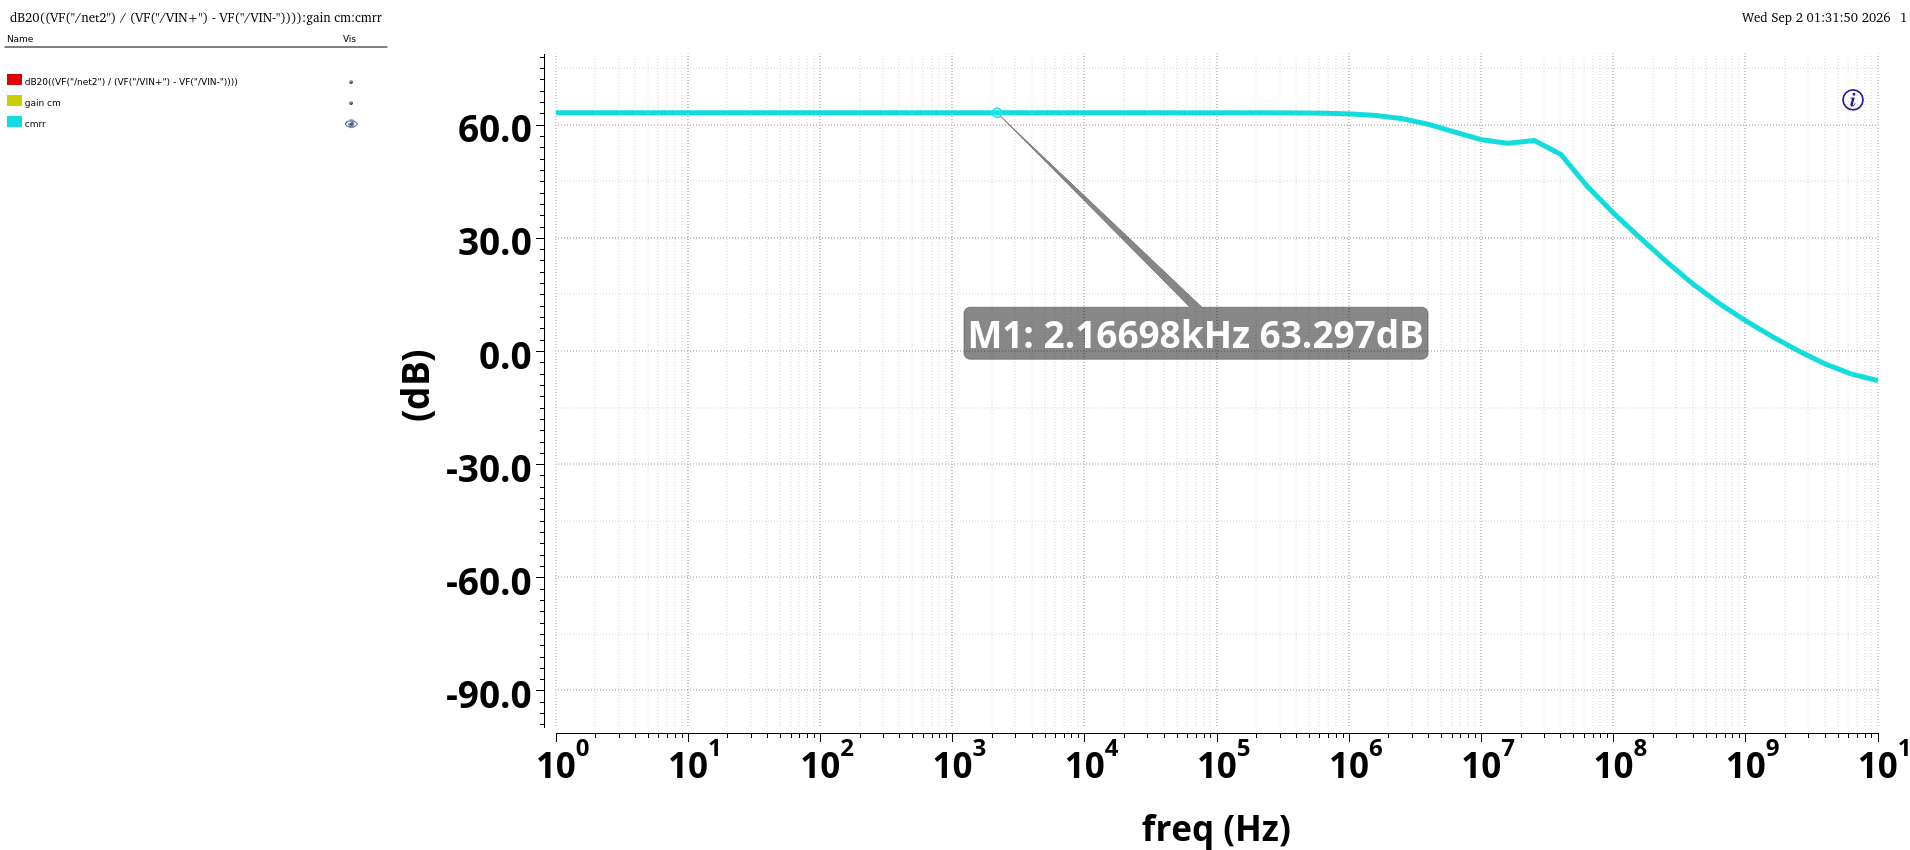 dB20((VF("/net2") / (VF("/VIN+") - VF("/VIN-")))):gain cm:cmrr
Wed Sep 2 01:31:50 2026 1
Name Vis
dB20((VF("/net2") / (VF("/VIN+") - VF("/VIN-"))))
gain cm
cmrr
60.0
30.0
0.0
-30.0
-60.0
-90.0
(dB)
M1: 2.16698kHz 63.297dB
10^0 10^1 10^2 10^3 10^4 10^5 10^6 10^7 10^8 10^9 10^1
freq (Hz)
i